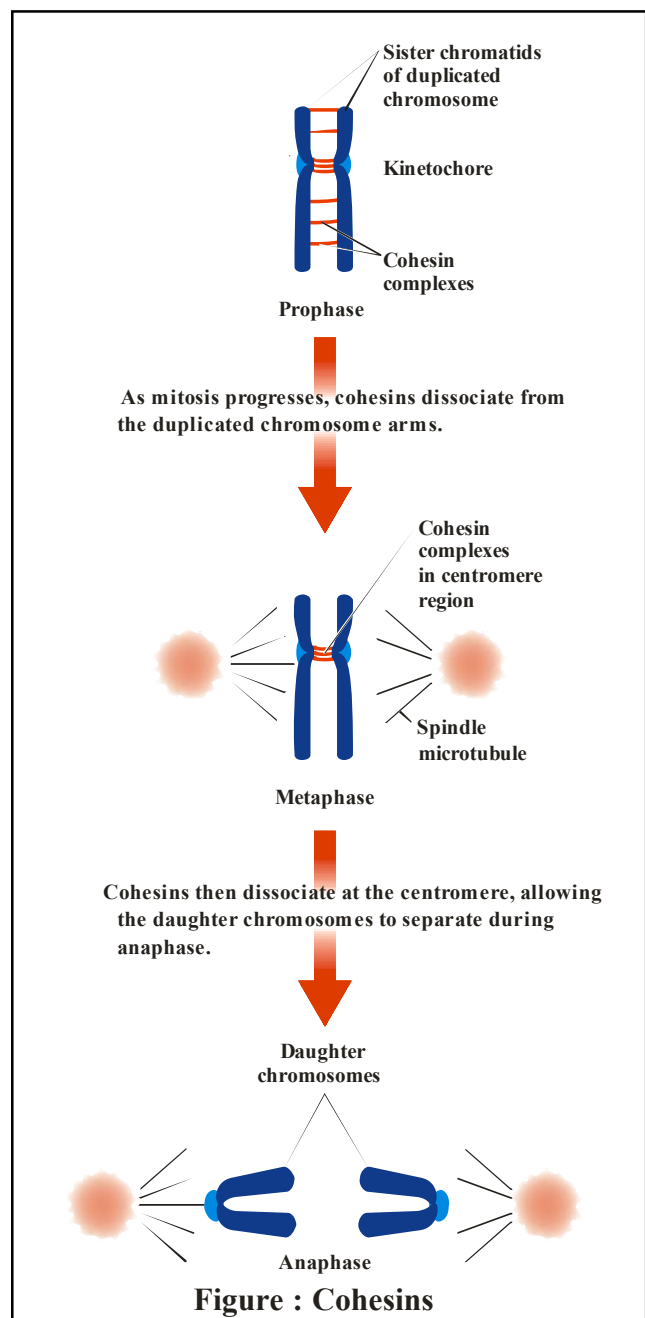 Sister chromatids
of duplicated
chromosome
Kinetochore
Cohesin
complexes
Prophase
As mitosis progresses, cohesins dissociate from
the duplicated chromosome arms.
Cohesin
complexes
in centromere
region
Spindle
microtubule
Metaphase
Cohesins then dissociate at the centromere, allowing
the daughter chromosomes to separate during
anaphase.
Daughter
chromosomes
Anaphase
Figure : Cohesins